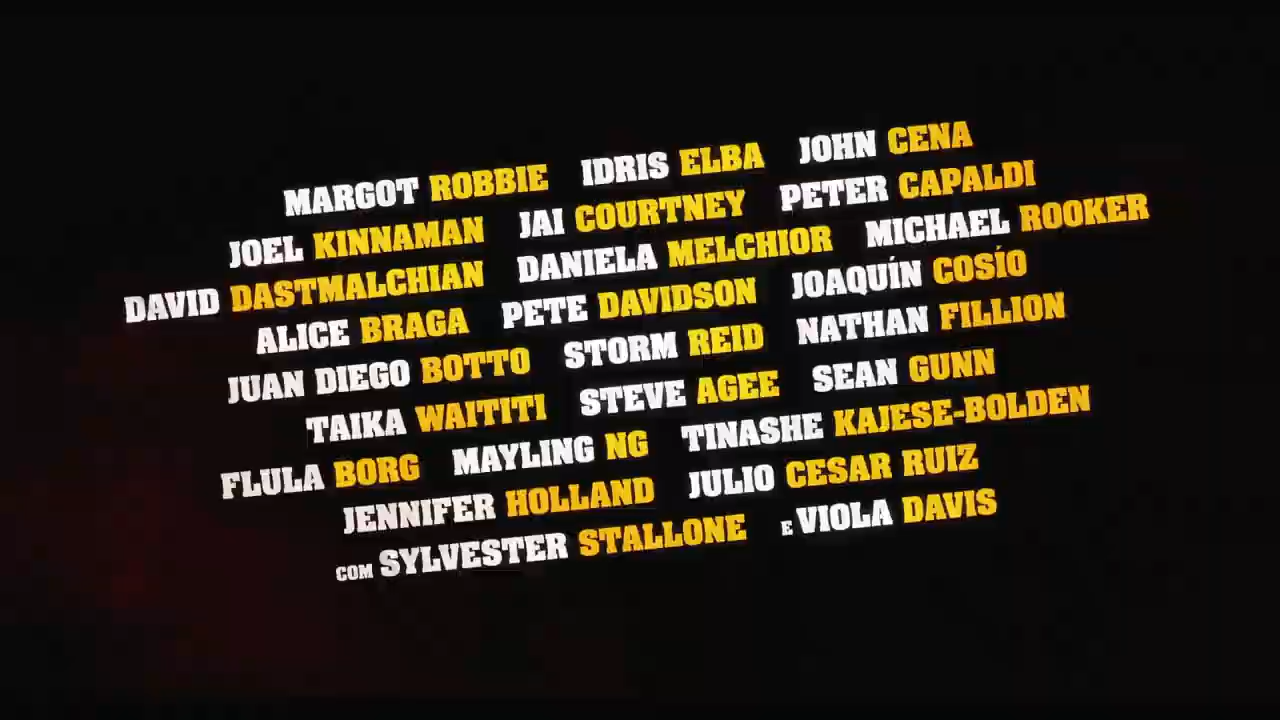 MARGOT ROBBIE IDRIS ELBA JOHN CENA
JOEL KINNAMAN JAI COURTNEY PETER CAPALDI
DAVID DASTMALCHIAN DANIELA MELCHIOR MICHAEL ROOKER
ALICE BRAGA PETE DAVIDSON JOAQUÍN COSÍO
JUAN DIEGO BOTTO STORM REID NATHAN FILLION
TAIKA WAITITI STEVE AGEE SEAN GUNN
FLULA BORG MAYLING NG TINASHE KAJESE-BOLDEN
JENNIFER HOLLAND JULIO CESAR RUIZ
COM SYLVESTER STALLONE E VIOLA DAVIS